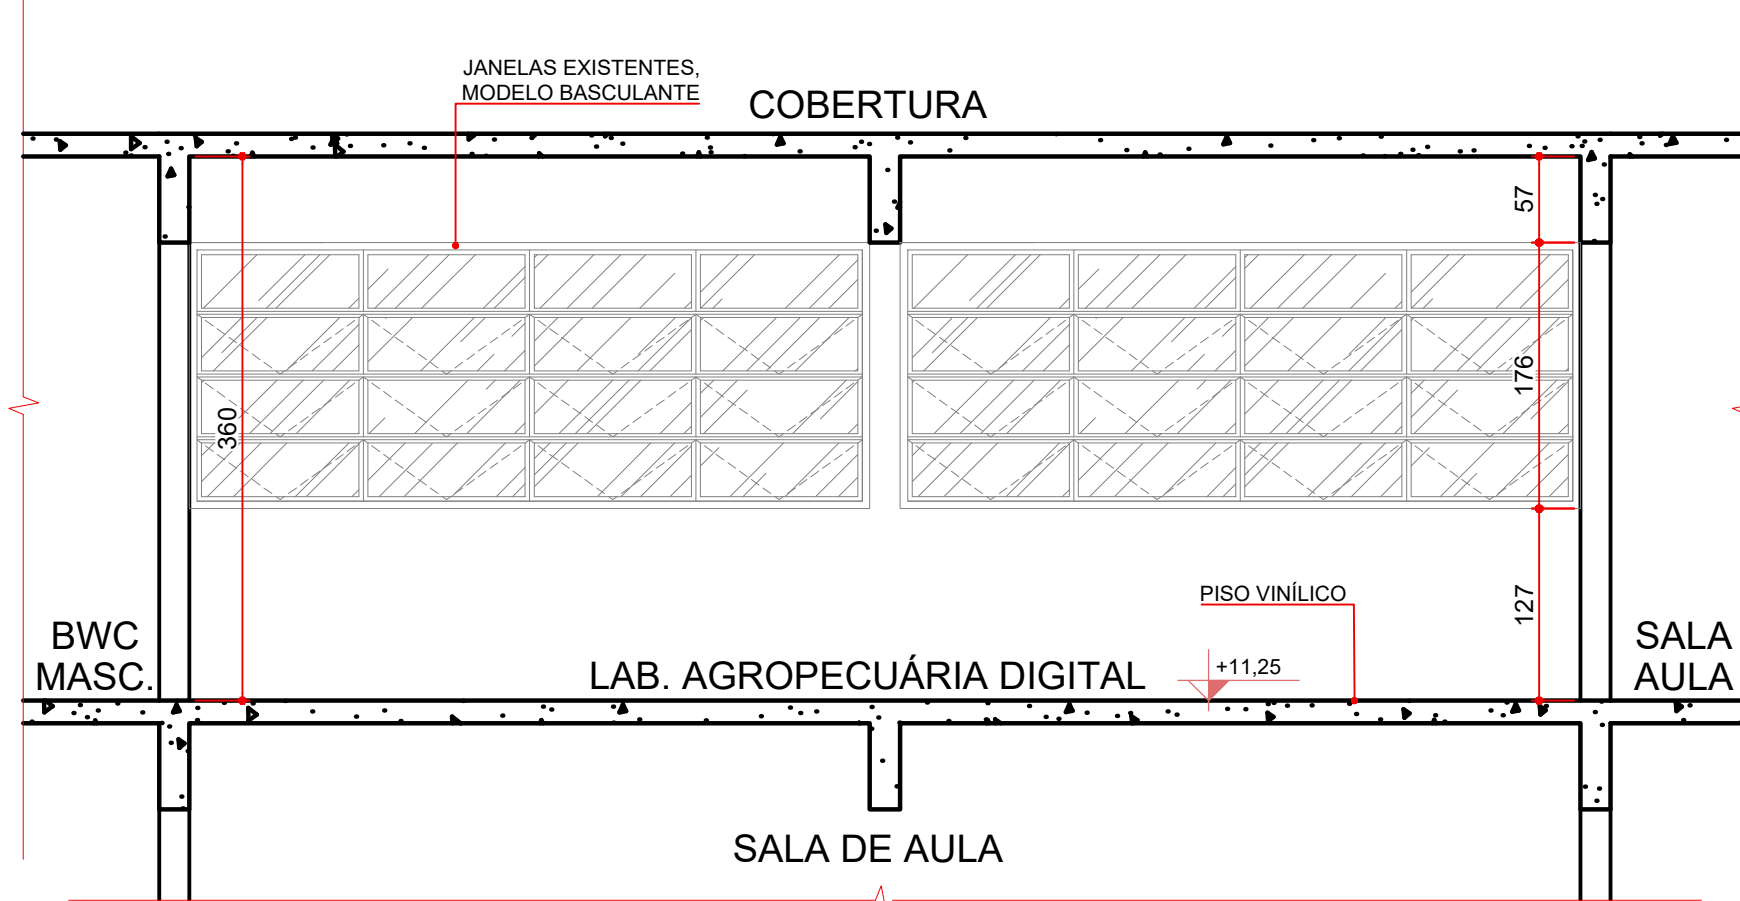 JANELAS EXISTENTES,
MODELO BASCULANTE
COBERTURA
57
176
360
127
PISO VINÍLICO
BWC
MASC.
LAB. AGROPECUÁRIA DIGITAL
+11,25
SALA
AULA
SALA DE AULA